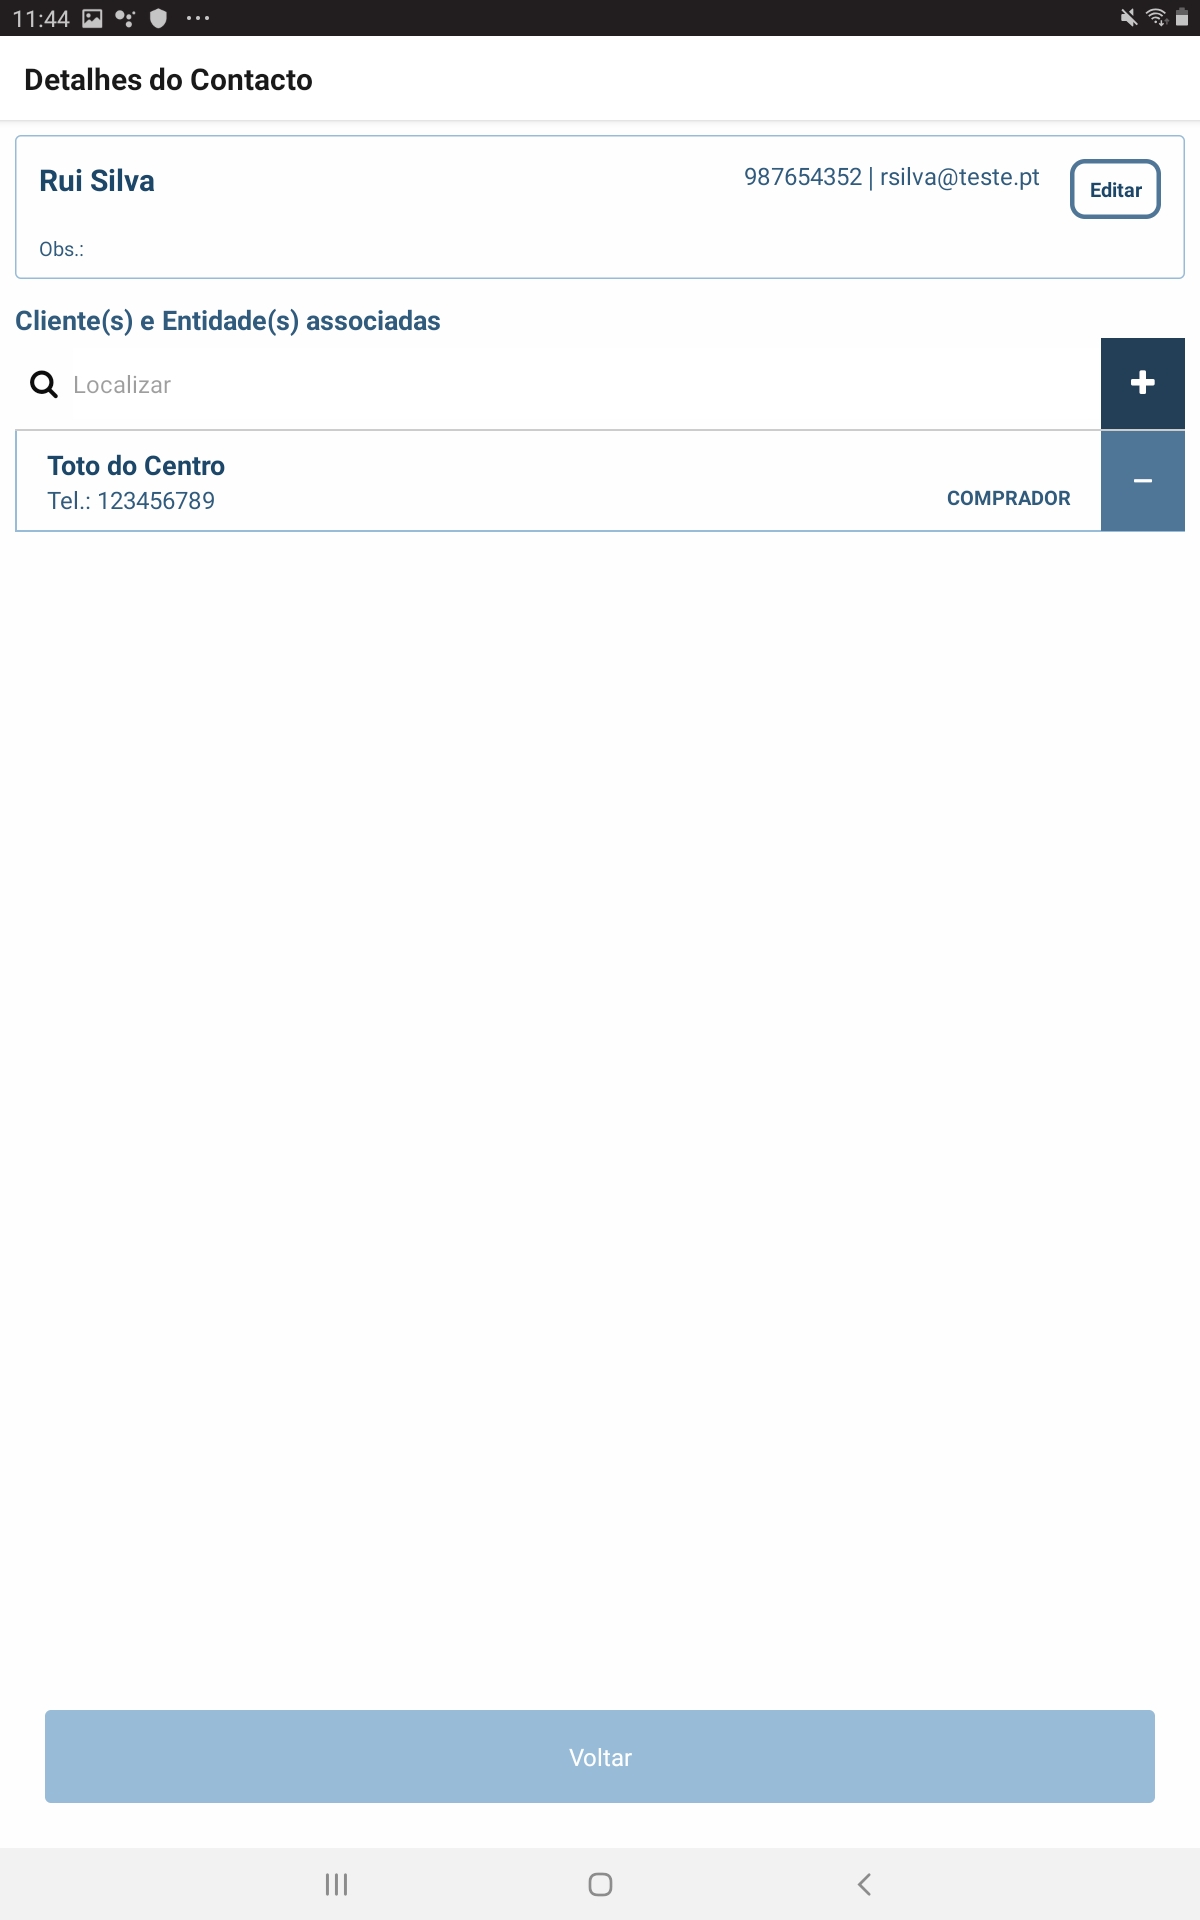 11:44
Detalhes do Contacto
Rui Silva
987654352 | rsilva@teste.pt
Editar
Obs.:
Cliente(s) e Entidade(s) associadas
Localizar
Toto do Centro
Tel.: 123456789
COMPRADOR
Voltar